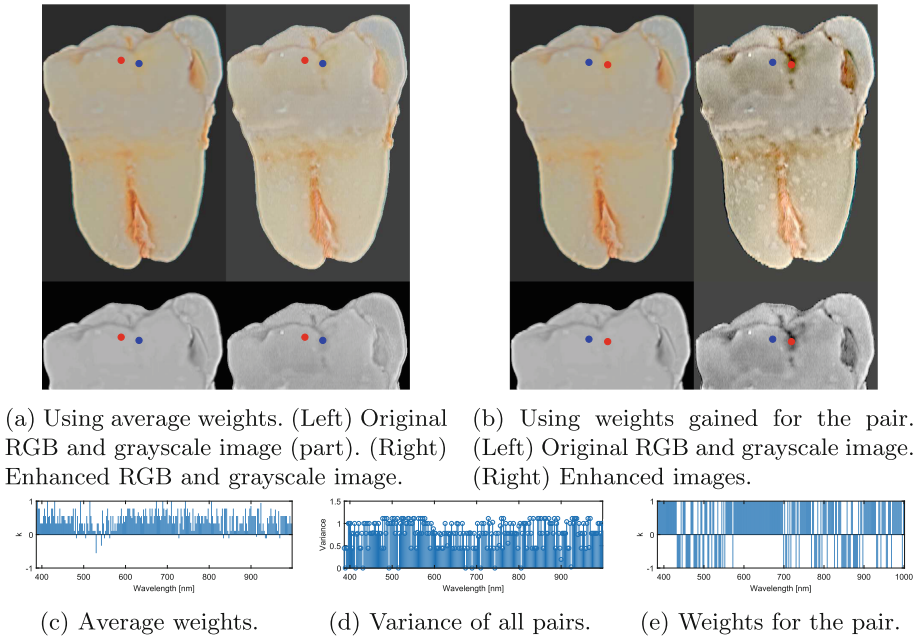 (a) Using average weights. (Left) Original
RGB and grayscale image (part). (Right)
Enhanced RGB and grayscale image.
(b) Using weights gained for the pair.
(Left) Original RGB and grayscale image.
(Right) Enhanced images.
1
0
-1
k
400 500 600 700 800 900
Wavelength [nm]
(c) Average weights.
1.5
1
0.5
0
Variance
400 500 600 700 800 900
Wavelength [nm]
(d) Variance of all pairs.
1
0
-1
k
400 500 600 700 800 900 1000
Wavelength [nm]
(e) Weights for the pair.